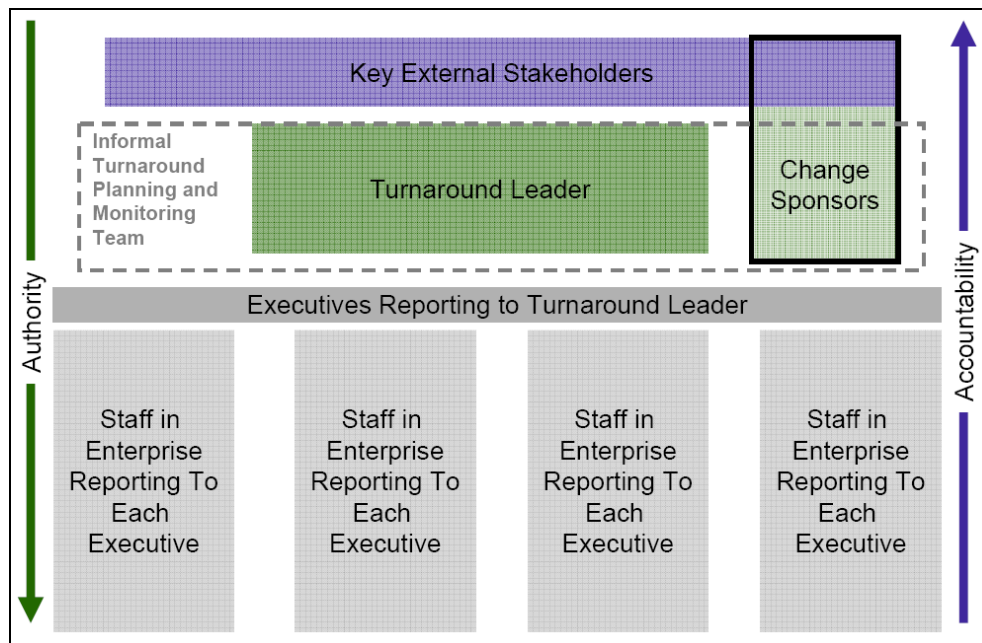 Key External Stakeholders
Informal
Turnaround
Planning and
Monitoring
Team
Turnaround Leader
Change
Sponsors
Authority
Accountability
Executives Reporting to Turnaround Leader
Staff in
Enterprise
Reporting To
Each
Executive
Staff in
Enterprise
Reporting To
Each
Executive
Staff in
Enterprise
Reporting To
Each
Executive
Staff in
Enterprise
Reporting To
Each
Executive